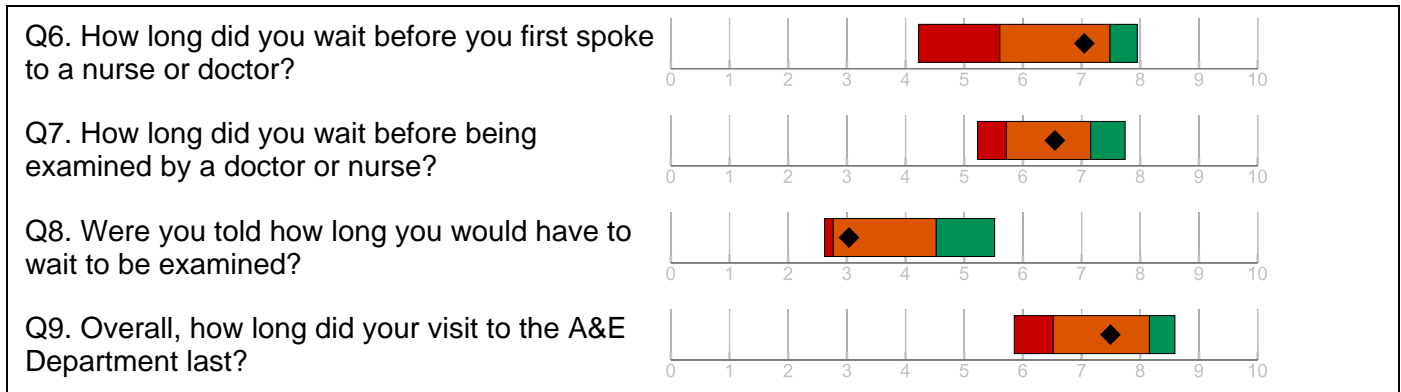 Q6. How long did you wait before you first spoke
to a nurse or doctor?
0 1 2 3 4 5 6 7 8 9 10
Q7. How long did you wait before being
examined by a doctor or nurse?
0 1 2 3 4 5 6 7 8 9 10
Q8. Were you told how long you would have to
wait to be examined?
0 1 2 3 4 5 6 7 8 9 10
Q9. Overall, how long did your visit to the A&E
Department last?
0 1 2 3 4 5 6 7 8 9 10